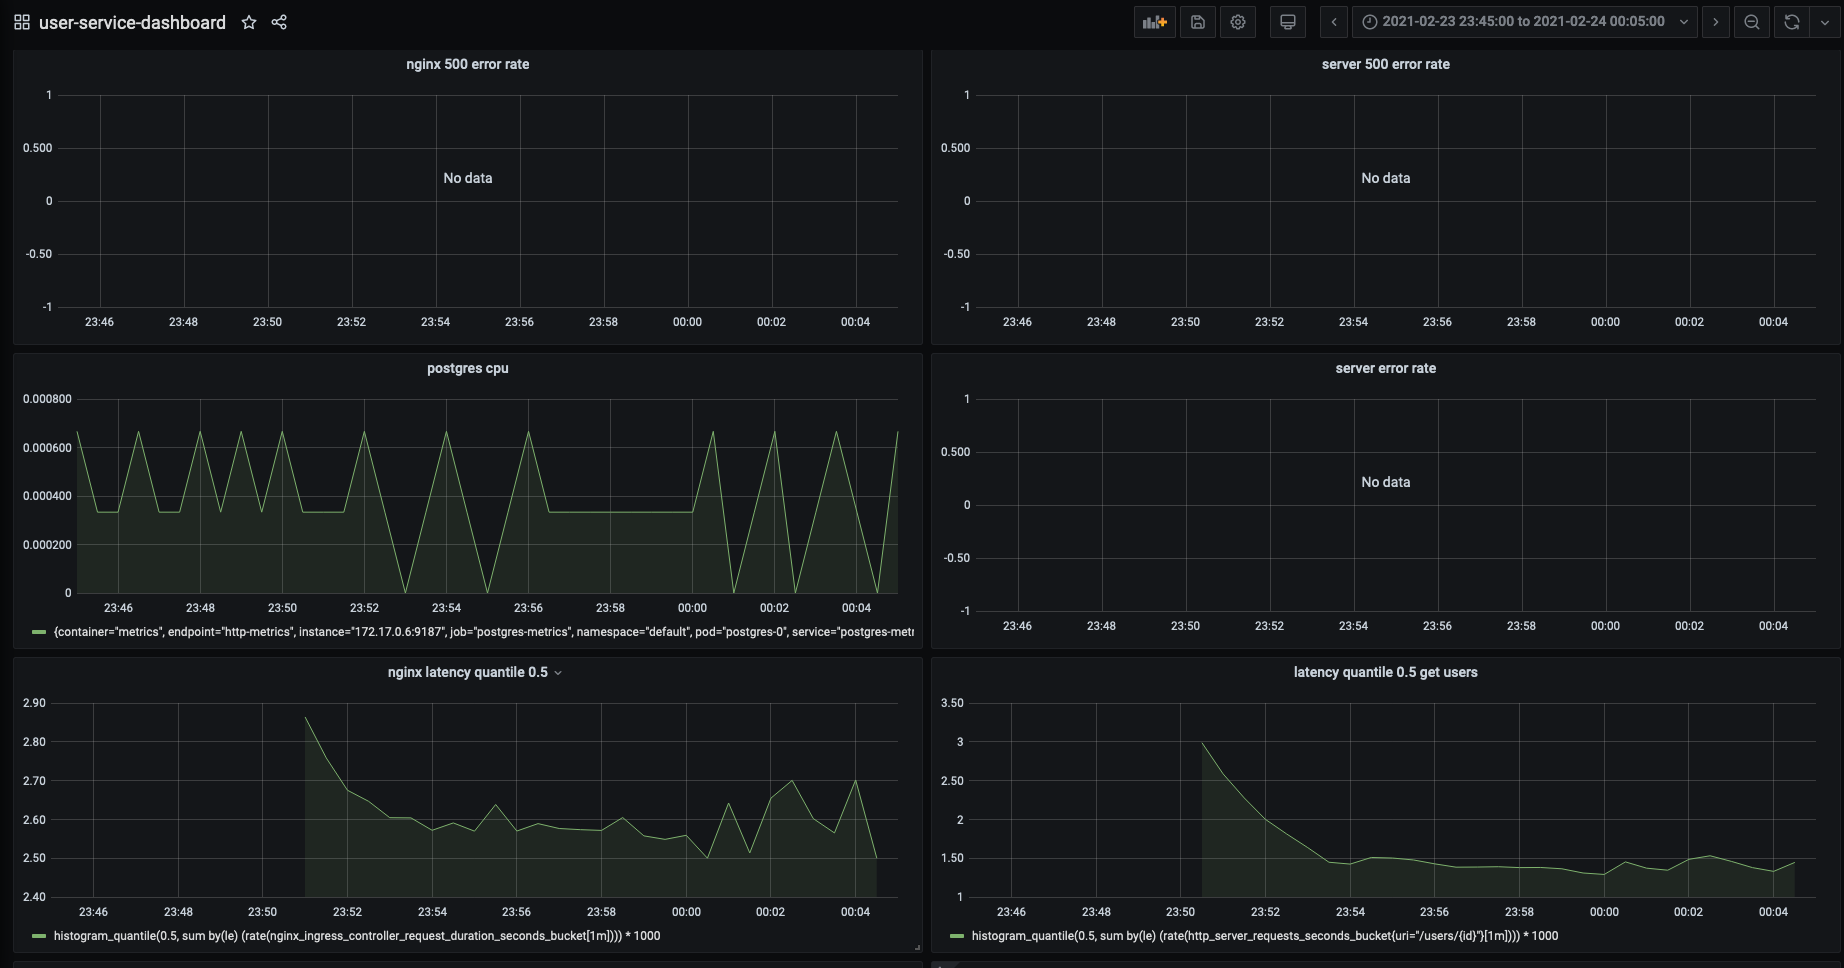 user-service-dashboard
2021-02-23 23:45:00 to 2021-02-24 00:05:00
nginx 500 error rate
1
0.500
0
-0.50
-1
No data
23:46 23:48 23:50 23:52 23:54 23:56 23:58 00:00 00:02 00:04
server 500 error rate
1
0.500
0
-0.50
-1
No data
23:46 23:48 23:50 23:52 23:54 23:56 23:58 00:00 00:02 00:04
postgres cpu
0.000800
0.000600
0.000400
0.000200
0
23:46 23:48 23:50 23:52 23:54 23:56 23:58 00:00 00:02 00:04
{container="metrics", endpoint="http-metrics", instance="172.17.0.6:9187", job="postgres-metrics", namespace="default", pod="postgres-0", service="postgres-metr
server error rate
1
0.500
0
-0.50
-1
No data
23:46 23:48 23:50 23:52 23:54 23:56 23:58 00:00 00:02 00:04
nginx latency quantile 0.5
2.90
2.80
2.70
2.60
2.50
2.40
23:46 23:48 23:50 23:52 23:54 23:56 23:58 00:00 00:02 00:04
histogram_quantile(0.5, sum by(le) (rate(nginx_ingress_controller_request_duration_seconds_bucket[1m]))) * 1000
latency quantile 0.5 get users
3.50
3
2.50
2
1.50
1
23:46 23:48 23:50 23:52 23:54 23:56 23:58 00:00 00:02 00:04
histogram_quantile(0.5, sum by(le) (rate(http_server_requests_seconds_bucket{uri="/users/{id}"}[1m]))) * 1000